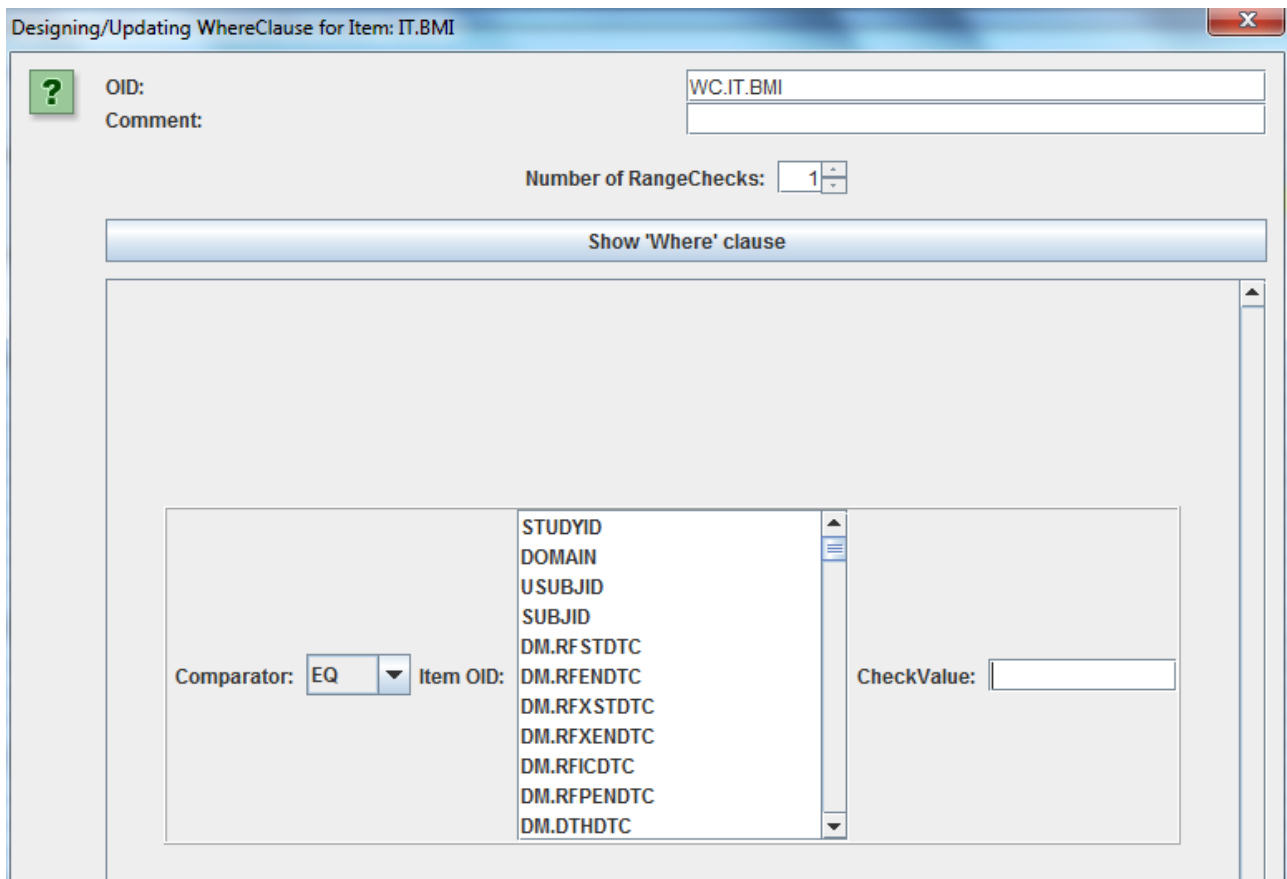 Designing/Updating WhereClause for Item: IT.BMI
X
?
OID: WC.IT.BMI
Comment:
Number of RangeChecks: 1
Show 'Where' clause
STUDYID
DOMAIN
USUBJID
SUBJID
DM.RFSTDTC
Comparator: EQ Item OID: DM.RFENDTC CheckValue:
DM.RFXSTDTC
DM.RFXENDTC
DM.RFICDTC
DM.RFPENDTC
DM.DTHDTC